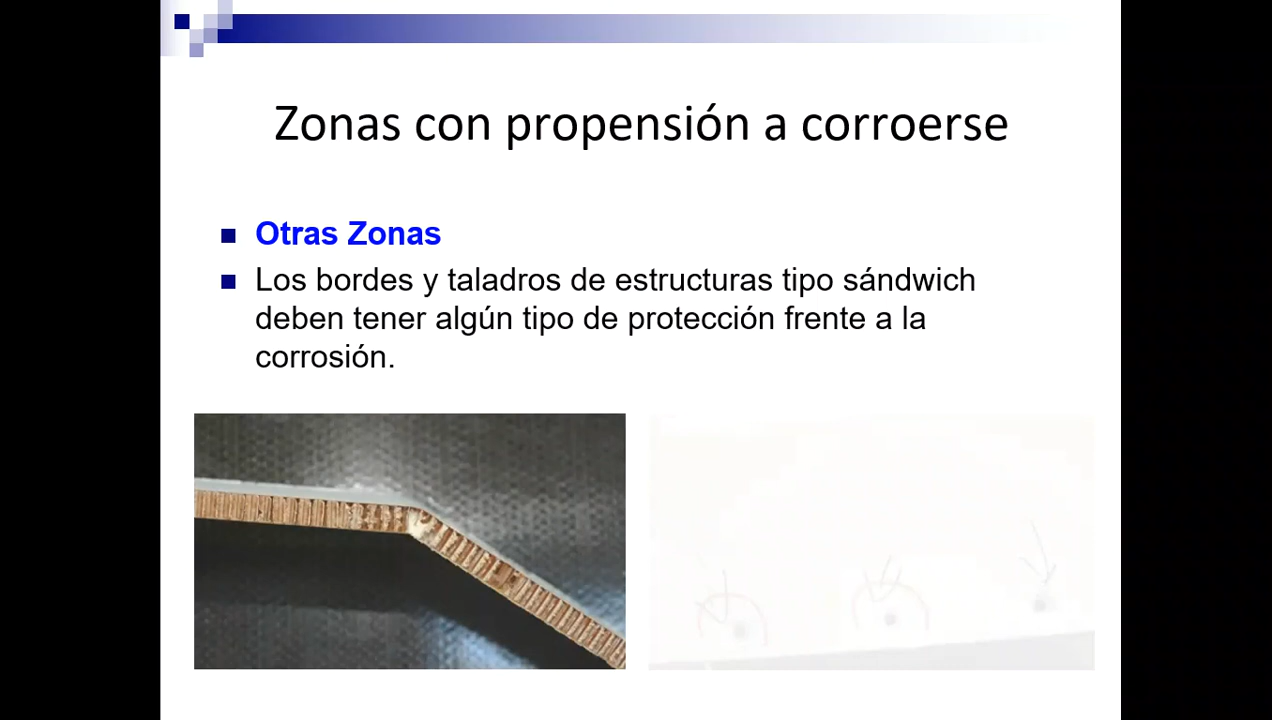 Zonas con propensión a corroerse
Otras Zonas
Los bordes y taladros de estructuras tipo sándwich
deben tener algún tipo de protección frente a la
corrosión.